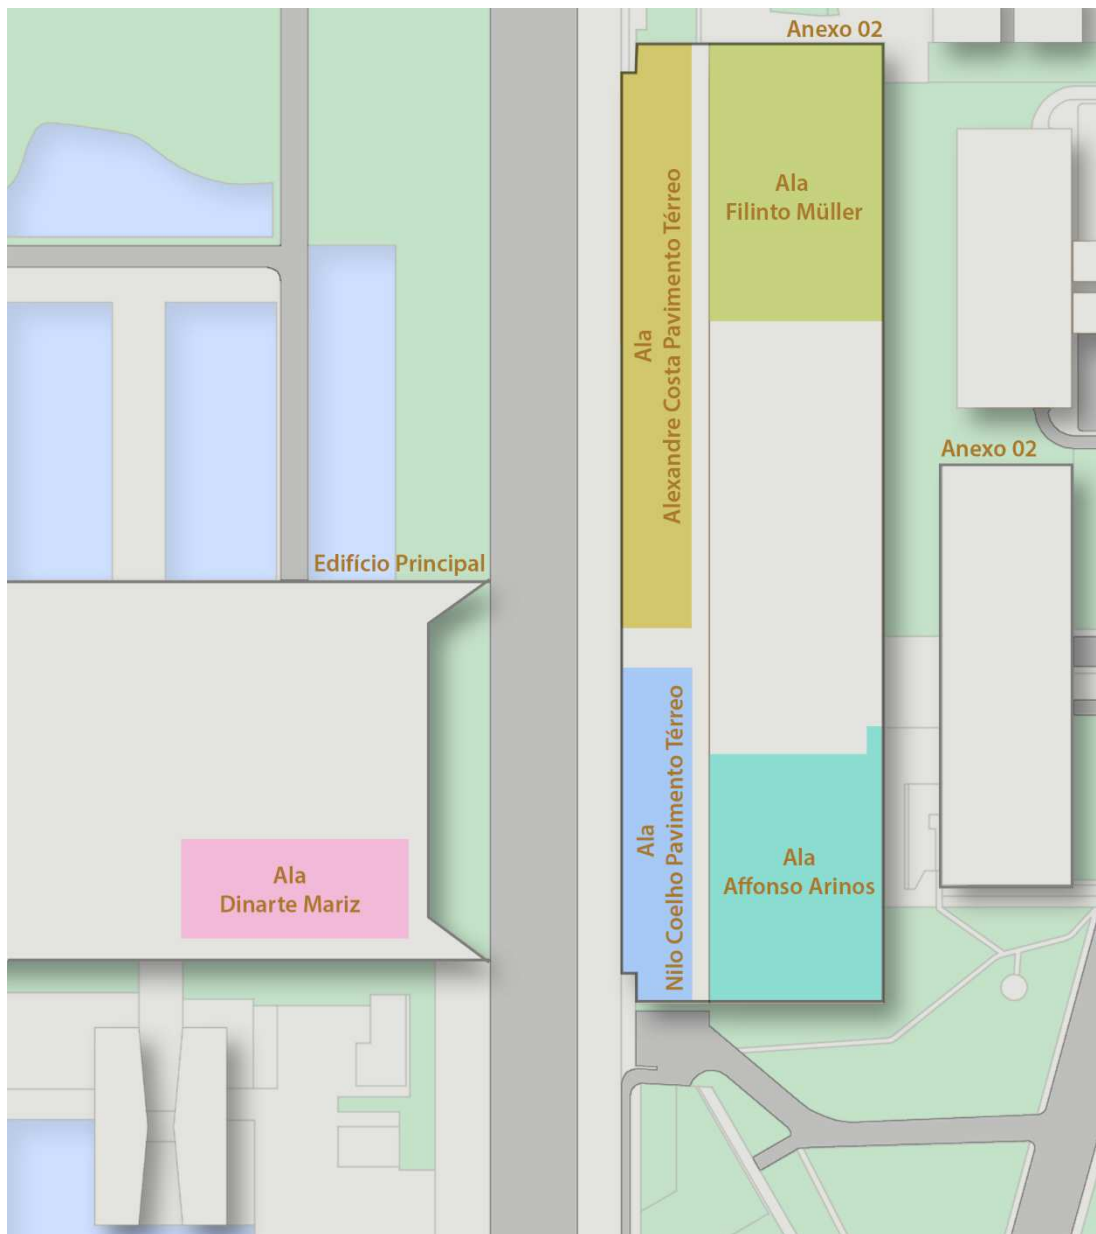 Anexo 02
Ala
Filinto Müller
Ala
Alexandre Costa Pavimento Térreo
Anexo 02
Edifício Principal
Ala
Nilo Coelho Pavimento Térreo
Ala
Affonso Arinos
Ala
Dinarte Mariz